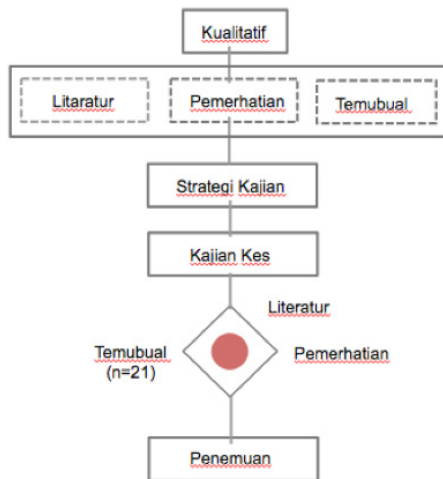 Kualitatif
Litaratur
Pemerhatian
Temubual
Strategi Kajian
Kajian Kes
Literatur
Temubual
(n=21)
Pemerhatian
Penemuan